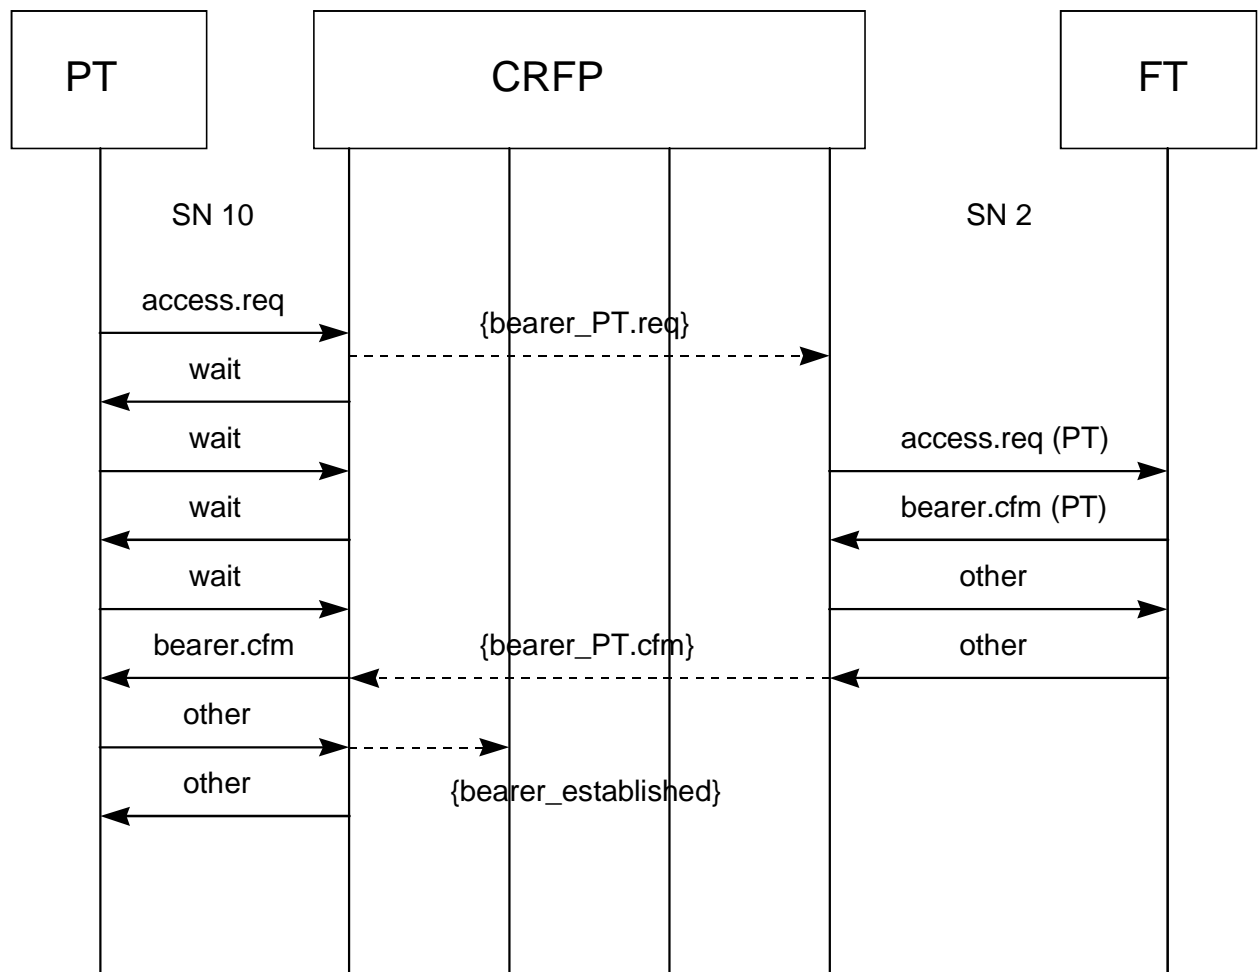 PT
CRFP
FT
SN 10
SN 2
access.req
{bearer_PT.req}
wait
wait
access.req (PT)
wait
bearer.cfm (PT)
wait
other
bearer.cfm
{bearer_PT.cfm}
other
other
other
{bearer_established}